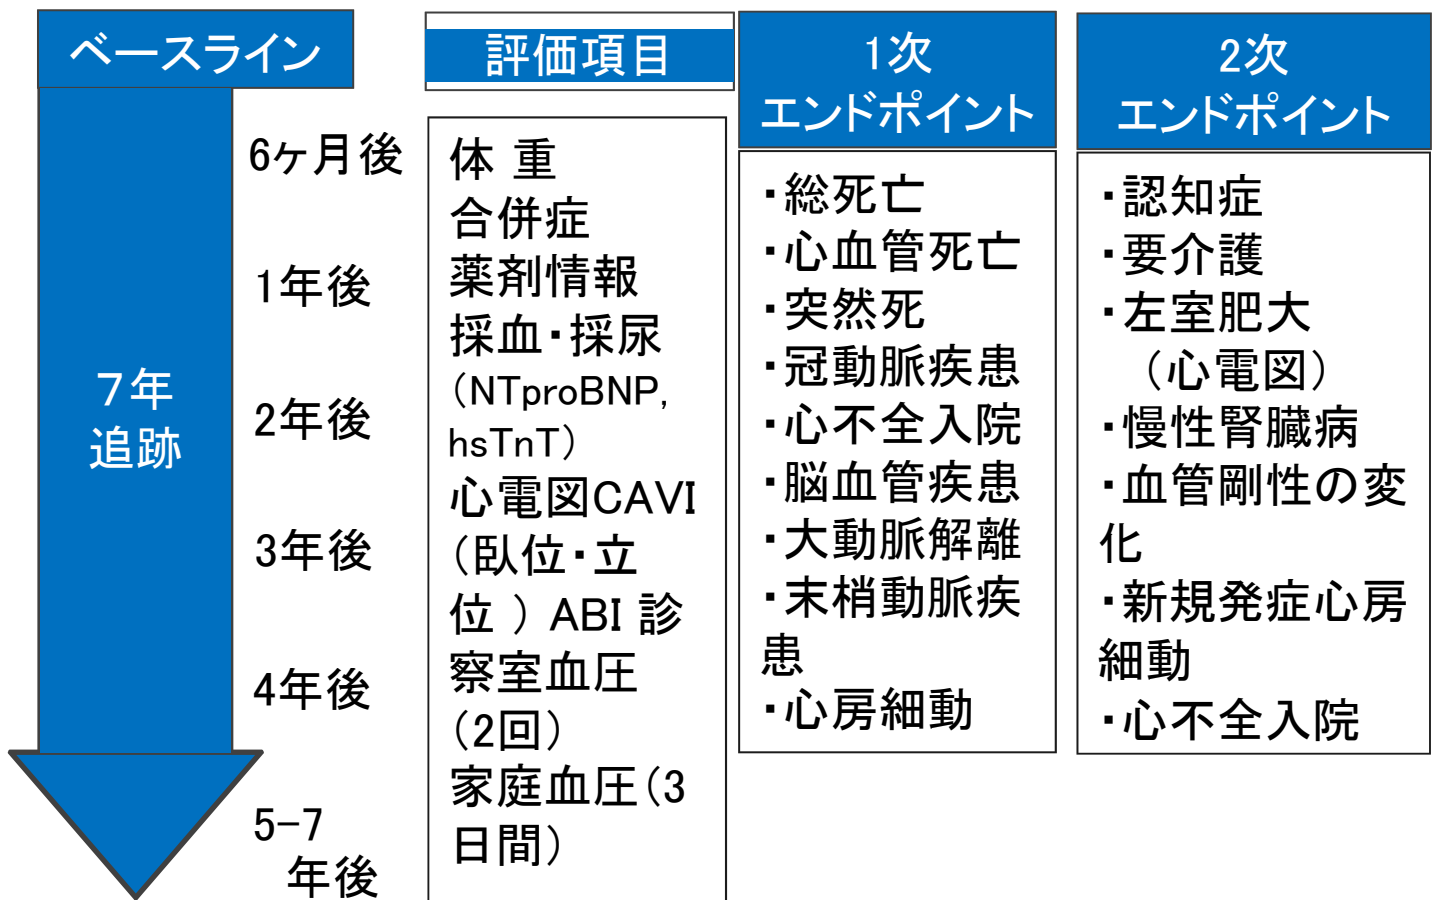 ベースライン
7年
追跡
6ヶ月後
1年後
2年後
3年後
4年後
5-7
年後
評価項目
体 重
合併症
薬剤情報
採血・採尿
(NTproBNP,
hsTnT)
心電図CAVI
(臥位・立
位 ) ABI 診
察室血圧
(2回)
家庭血圧(3
日間)
1次
エンドポイント
・総死亡
・心血管死亡
・突然死
・冠動脈疾患
・心不全入院
・脳血管疾患
・大動脈解離
・末梢動脈疾
患
・心房細動
2次
エンドポイント
・認知症
・要介護
・左室肥大
(心電図)
・慢性腎臓病
・血管剛性の変
化
・新規発症心房
細動
・心不全入院